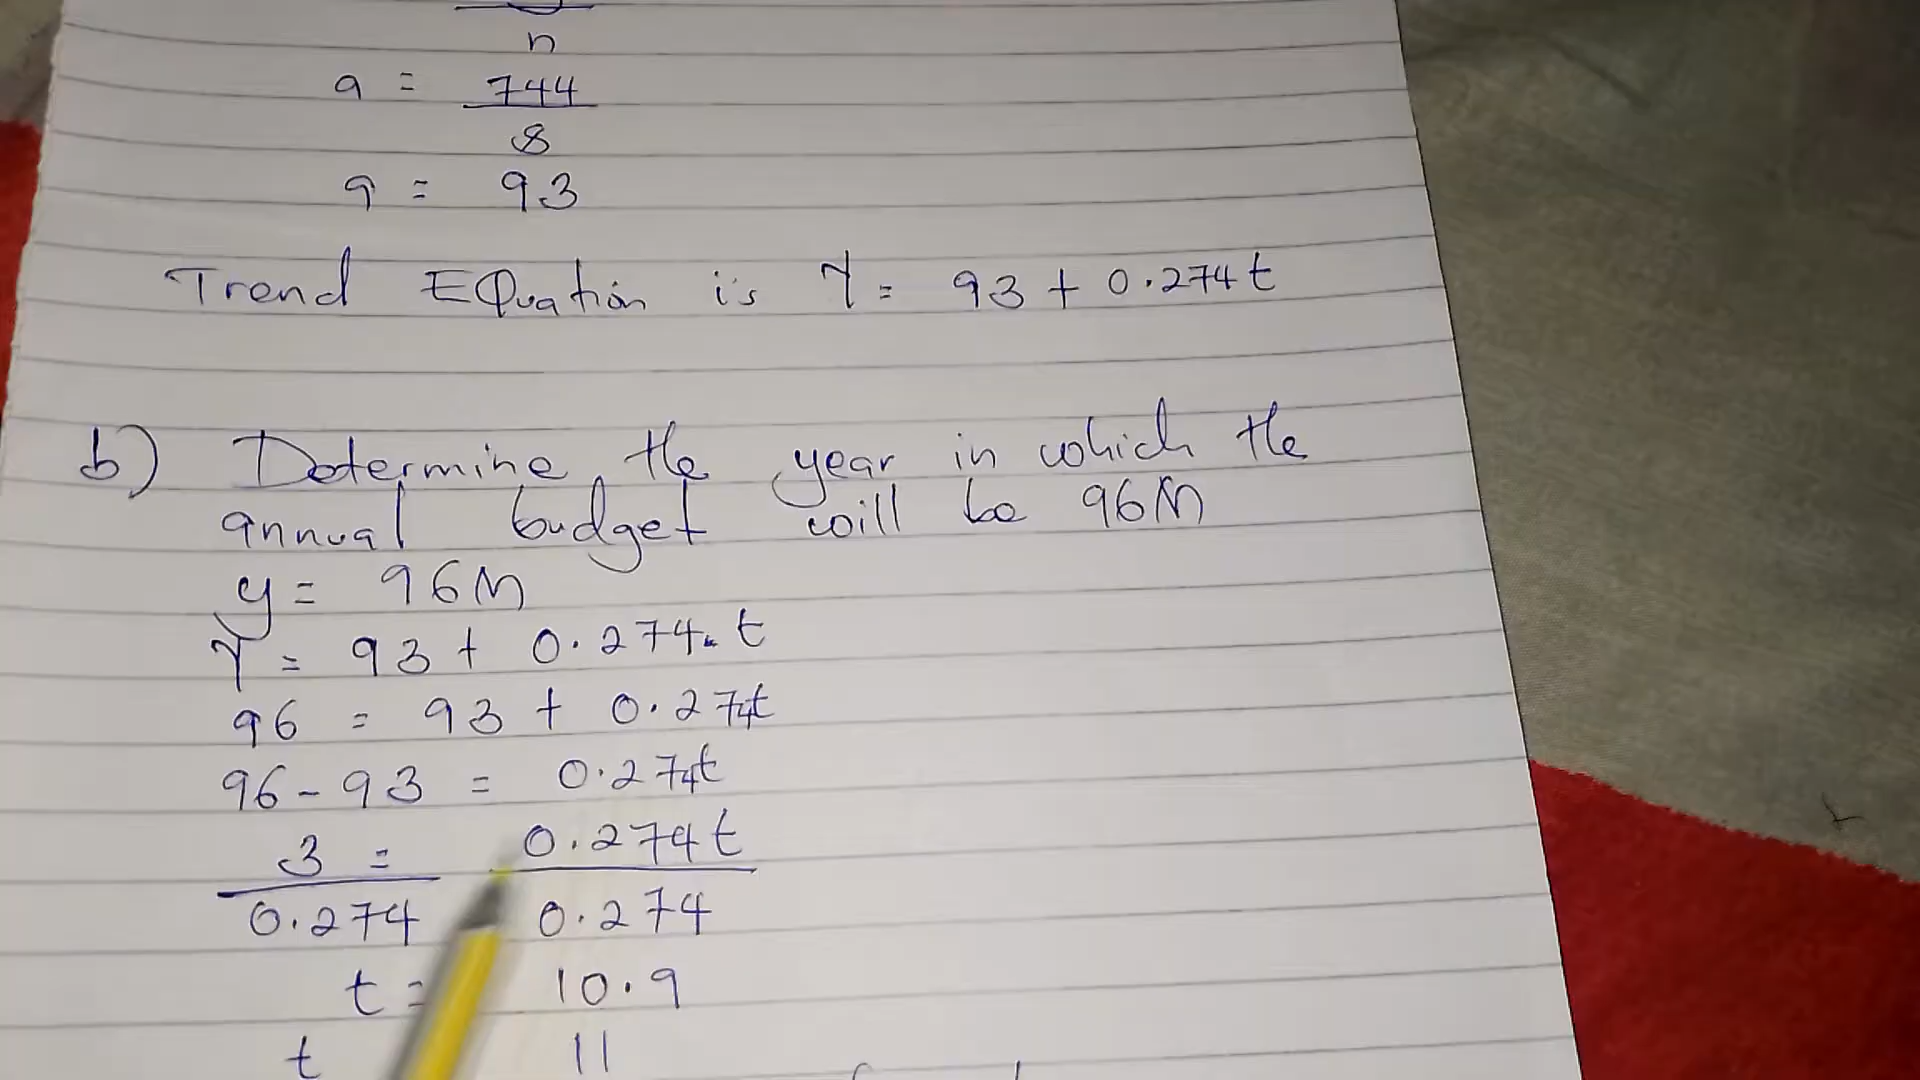 n
a = 744
8
a = 93
Trend EQuation is Y = 93 + 0.274t
b) Determine the year in which the
annual budget will be 96M
y = 96M
Y = 93 + 0.274. t
96 = 93 + 0.274t
96 - 93 = 0.274t
3 = 0.274t
0.274 0.274
t = 10.9
t 11